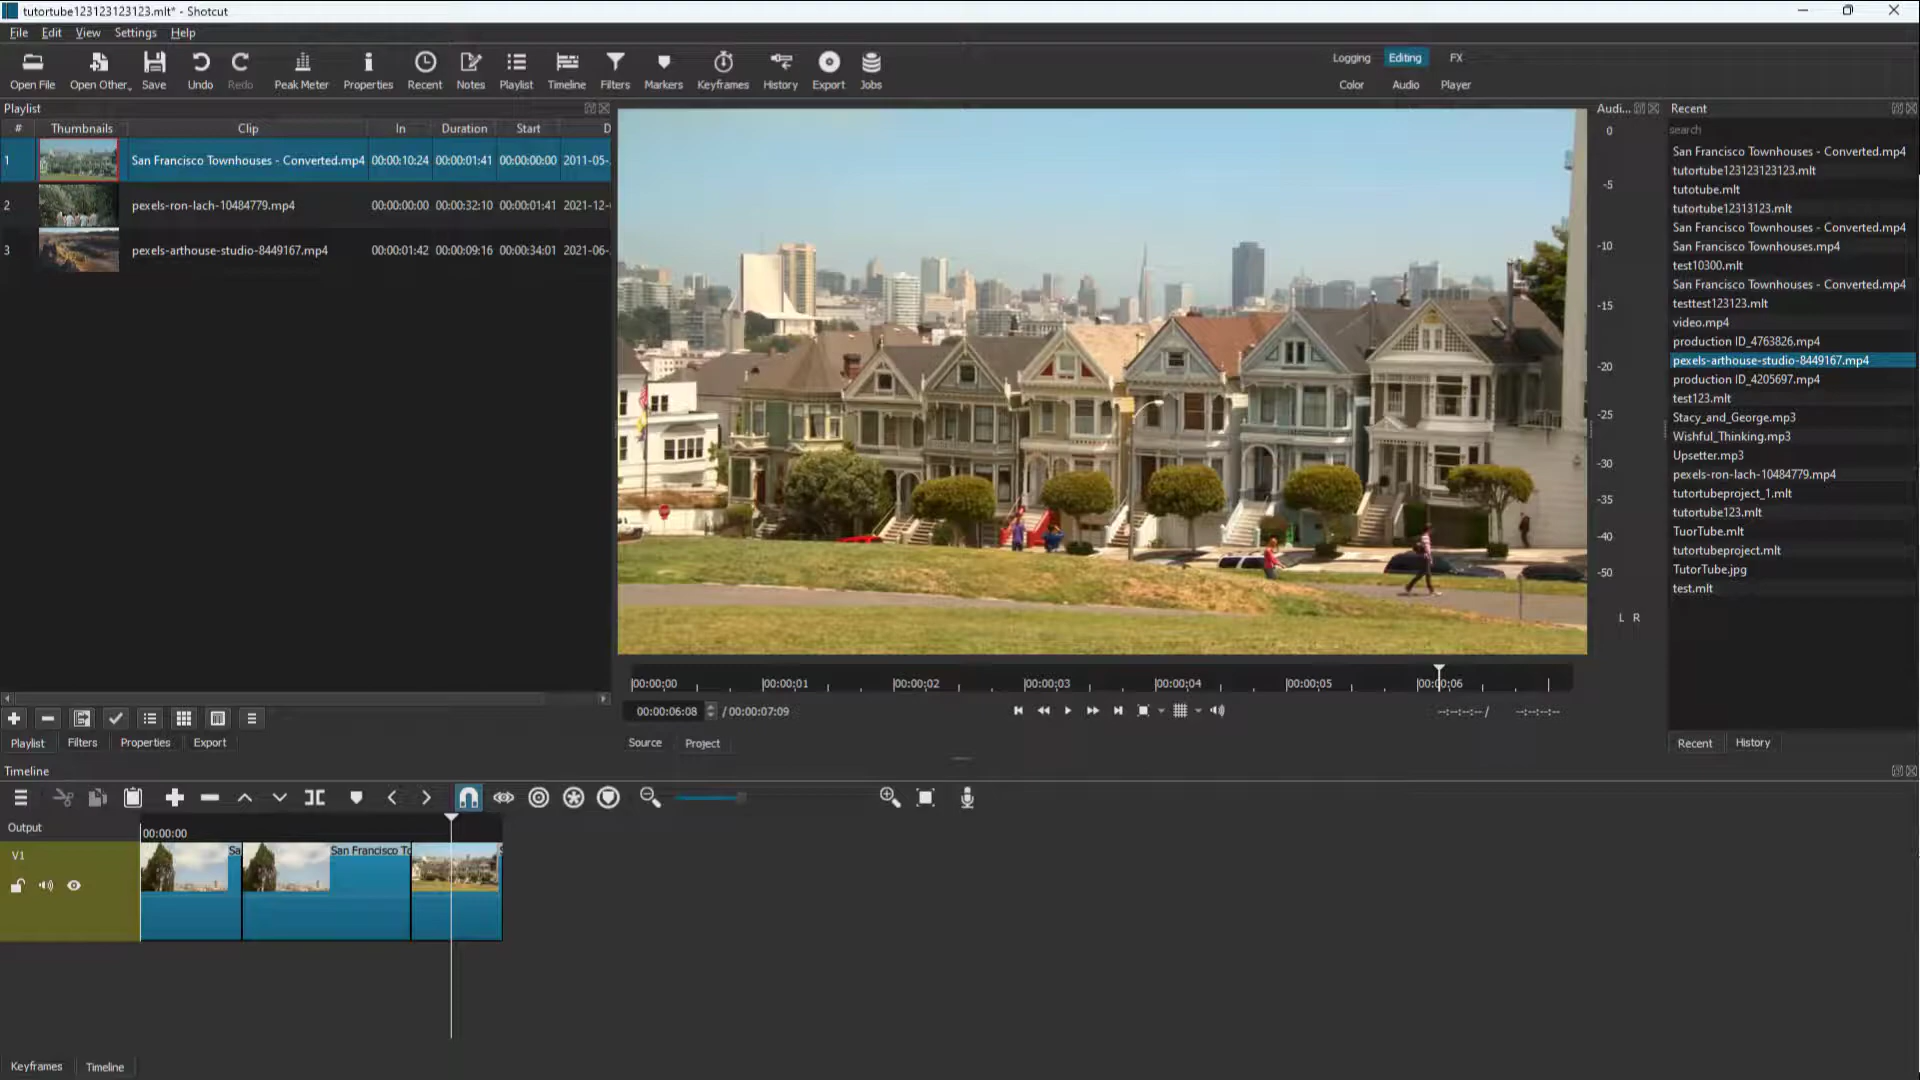 tutortube123123123123.mlt* - Shotcut
File Edit View Settings Help
Open File Open Other... Save Undo Redo Peak Meter Properties Recent Notes Playlist Timeline Filters Markers Keyframes History Export Jobs
Logging Editing FX
Color Audio Player
Playlist
# Thumbnails Clip In Duration Start D
1 San Francisco Townhouses - Converted.mp4 00:00:10:24 00:00:01:41 00:00:00:00 2011-05-
2 pexels-ron-lach-10484779.mp4 00:00:00:00 00:00:32:10 00:00:01:41 2021-12-
3 pexels-arthouse-studio-8449167.mp4 00:00:01:42 00:00:09:16 00:00:34:01 2021-06-
Playlist Filters Properties Export
00:00:00 00:00:01 00:00:02 00:00:03 00:00:04 00:00:05 00:00:06
00:00:06:08 / 00:00:07:09
--:--:--:-- / --:--:--:--
Source Project
Audi...
0
-5
-10
-15
-20
-25
-30
-35
-40
-50
L R
Recent
search
San Francisco Townhouses - Converted.mp4
tutortube123123123123.mlt
tutotube.mlt
tutortube12313123.mlt
San Francisco Townhouses - Converted.mp4
San Francisco Townhouses.mp4
test10300.mlt
San Francisco Townhouses - Converted.mp4
testtest123123.mlt
video.mp4
production ID_4763826.mp4
pexels-arthouse-studio-8449167.mp4
production ID_4205697.mp4
test123.mlt
Stacy_and_George.mp3
Wishful_Thinking.mp3
Upsetter.mp3
pexels-ron-lach-10484779.mp4
tutortubeproject_1.mlt
tutortube123.mlt
TuorTube.mlt
tutortubeproject.mlt
TutorTube.jpg
test.mlt
Recent History
Timeline
Output
00:00:00
V1
Sa San Francisco To S
Keyframes Timeline